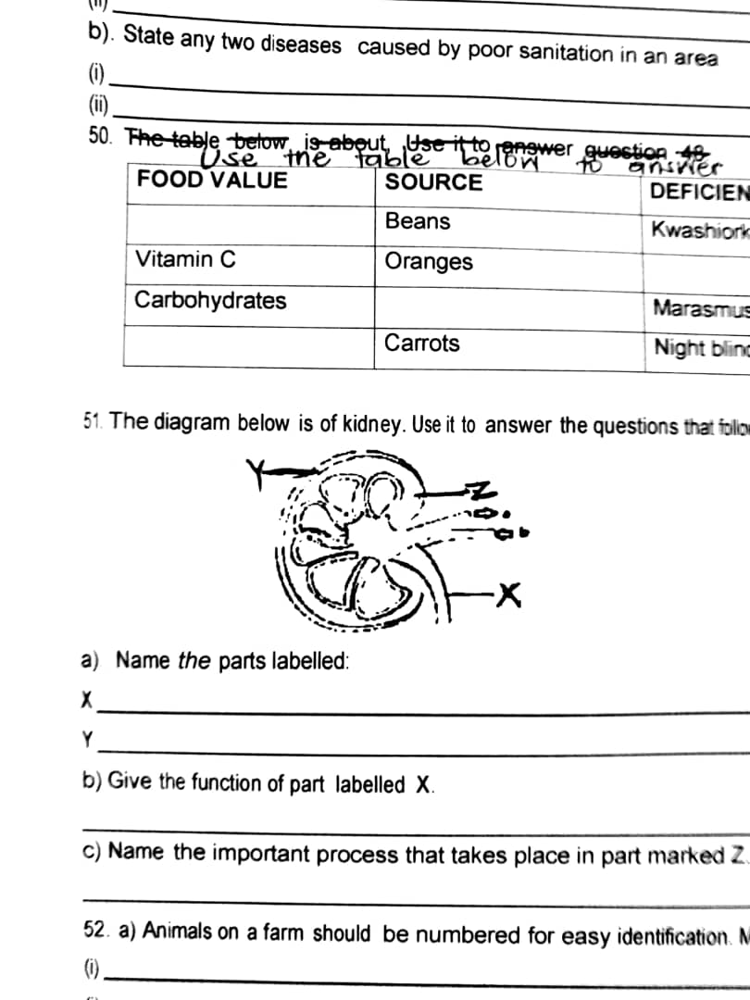 (ii)
b). State any two diseases caused by poor sanitation in an area
(i)
(ii)
50. The table below is about. Use it to answer question 48
Use the table below to answer
FOOD VALUE SOURCE DEFICIEN
Beans Kwashiork
Vitamin C Oranges
Carbohydrates Marasmus
Carrots Night blind
51. The diagram below is of kidney. Use it to answer the questions that follow
Y
Z
a
b
X
a) Name the parts labelled:
X
Y
b) Give the function of part labelled X.
c) Name the important process that takes place in part marked Z.
52. a) Animals on a farm should be numbered for easy identification. M
(i)